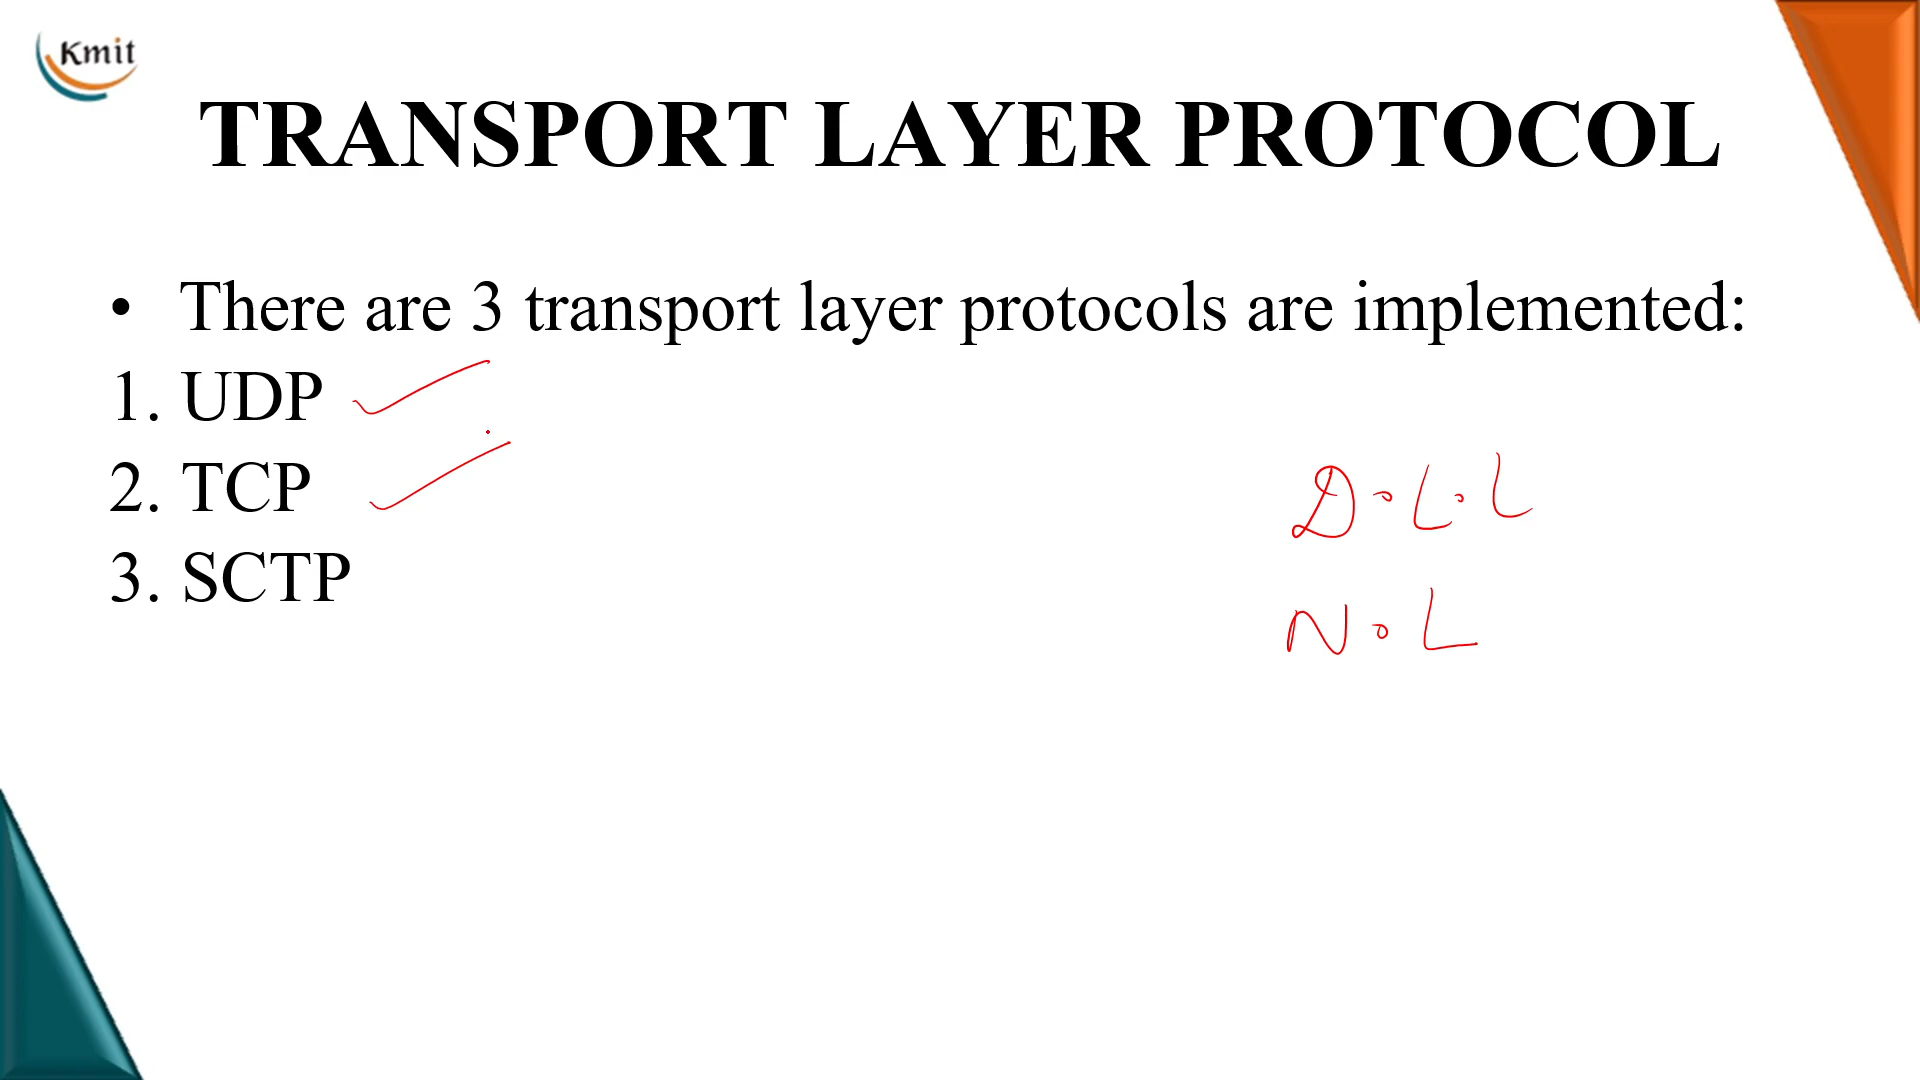 Kmit
TRANSPORT LAYER PROTOCOL
• There are 3 transport layer protocols are implemented:
1. UDP
2. TCP
3. SCTP
D.L.L
N.L